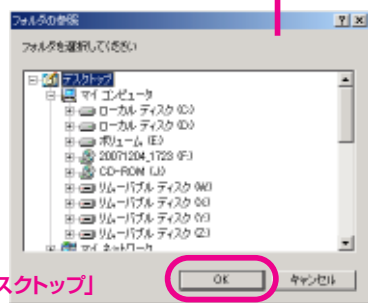 フォルダの参照
フォルダを選択してください
デスクトップ
マイ コンピュータ
ローカル ディスク (C:)
ローカル ディスク (D:)
ボリューム (E:)
20071204_1723 (F:)
CD-ROM (U:)
リムーバブル ディスク (W:)
リムーバブル ディスク (X:)
リムーバブル ディスク (Y:)
リムーバブル ディスク (Z:)
マイ ネットワーク
OK キャンセル
スクトップ」